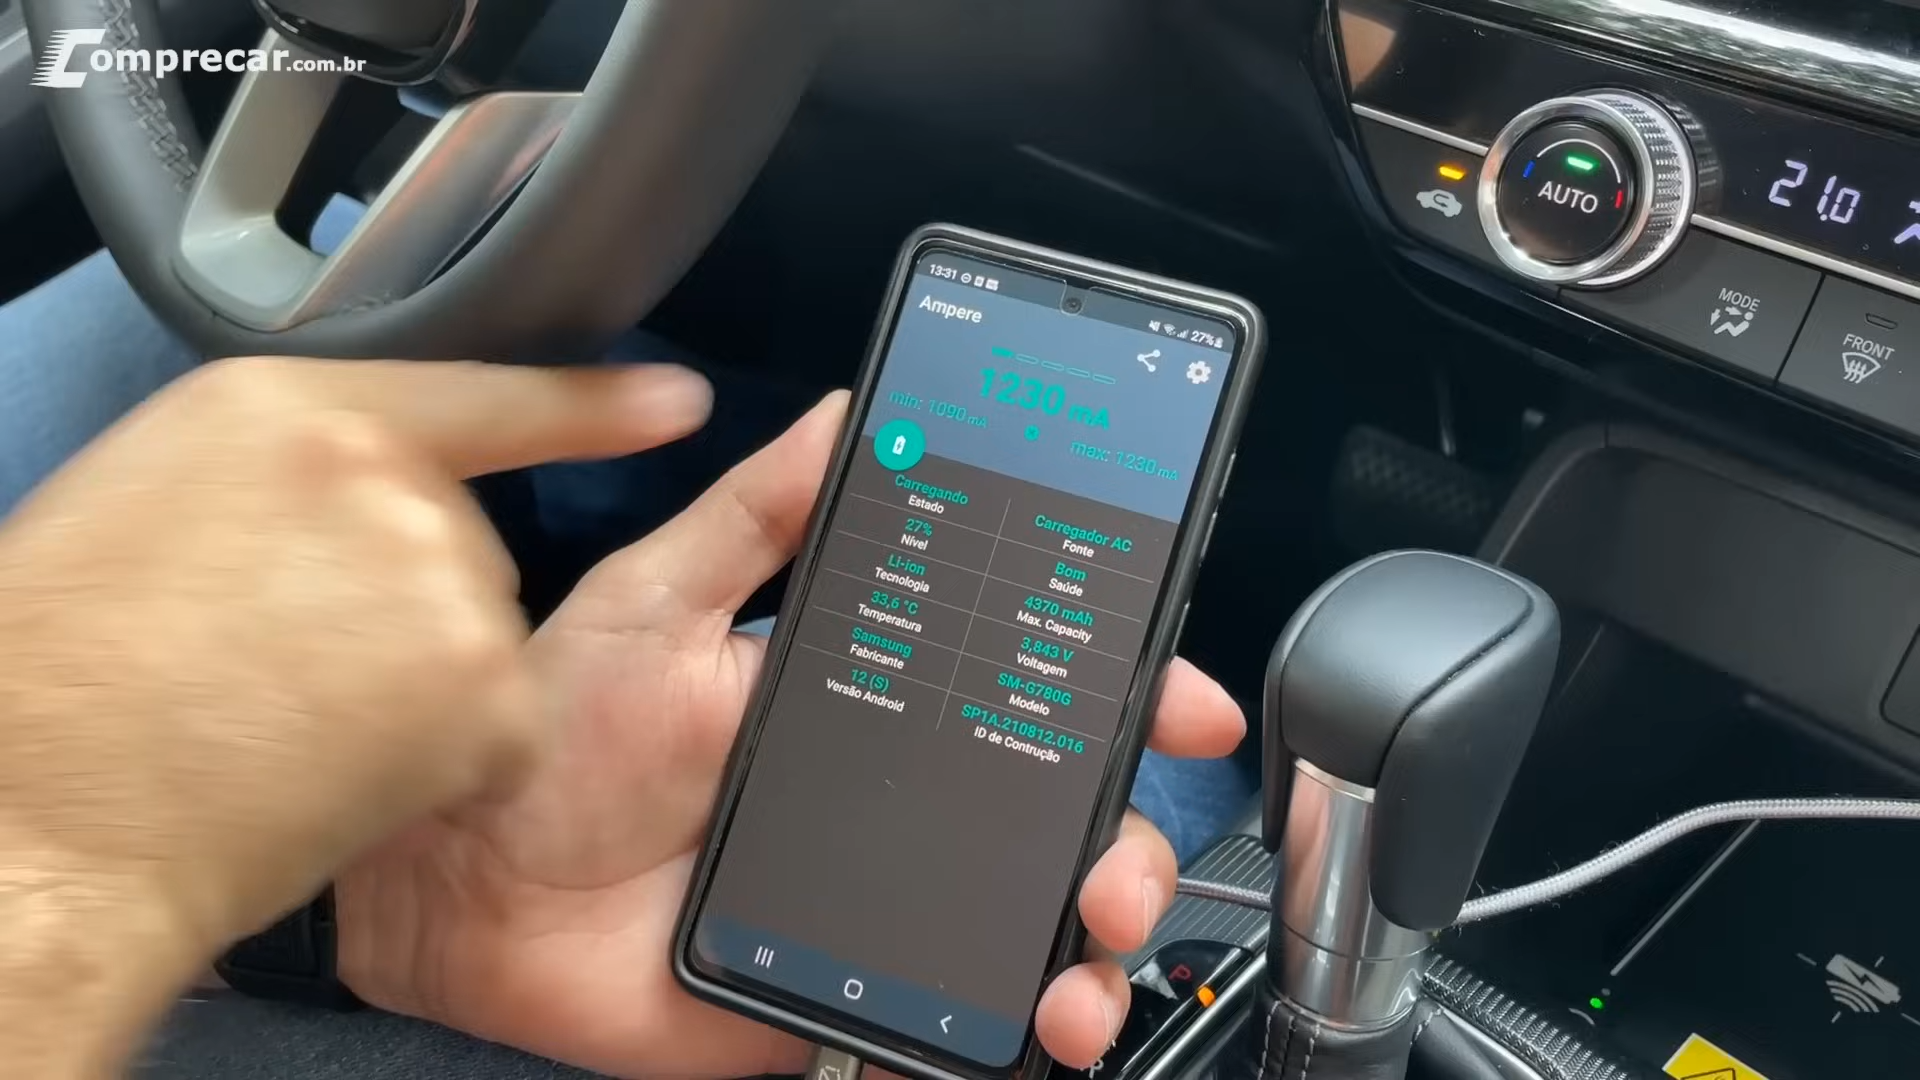 Comprecar.com.br
13:31
27%
Ampere
1230 mA
min: 1090 mA
max: 1230 mA
Carregando
Estado
Carregador AC
Fonte
27%
Nível
Bom
Saúde
Li-ion
Tecnologia
4370 mAh
Max. Capacity
33,6 °C
Temperatura
3,843 V
Voltagem
Samsung
Fabricante
SM-G780G
Modelo
12 (S)
Versão Android
SP1A.210812.016
ID de Contrução
AUTO
21.0
MODE
FRONT
P